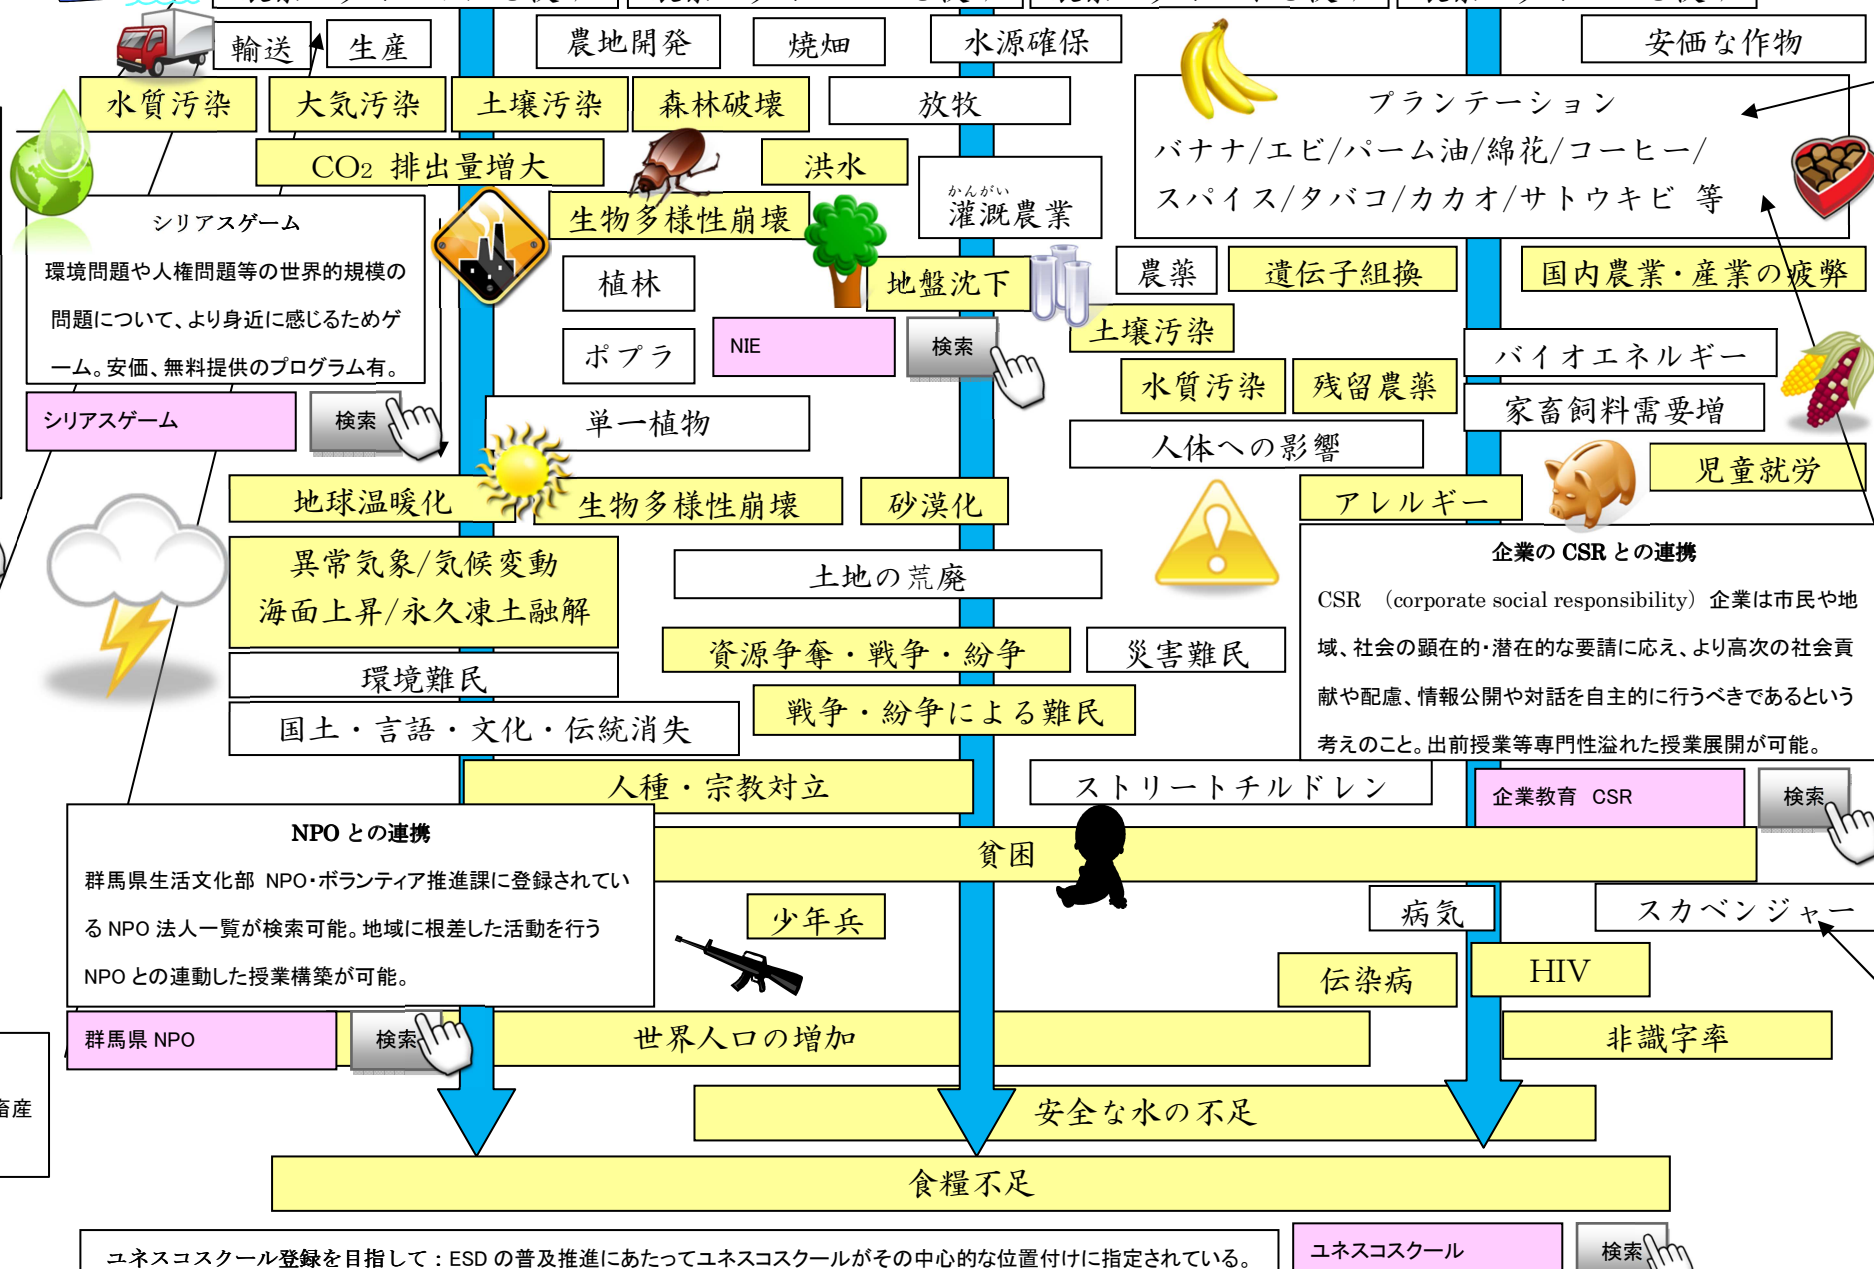 輸送
生産
農地開発
焼畑
水源確保
安価な作物
水質汚染
大気汚染
土壌汚染
森林破壊
放牧
プランテーション
バナナ/エビ/パーム油/綿花/コーヒー/
スパイス/タバコ/カカオ/サトウキビ 等
CO2 排出量増大
洪水
かんがい
灌漑農業
生物多様性崩壊
シリアスゲーム
環境問題や人権問題等の世界的規模の
問題について、より身近に感じるためゲ
ーム。安価、無料提供のプログラム有。
シリアスゲーム
検索
植林
地盤沈下
農薬
遺伝子組換
国内農業・産業の疲弊
ポプラ
NIE
検索
土壌汚染
バイオエネルギー
水質汚染
残留農薬
家畜飼料需要増
単一植物
人体への影響
児童就労
地球温暖化
生物多様性崩壊
砂漠化
アレルギー
異常気象/気候変動
海面上昇/永久凍土融解
土地の荒廃
企業の CSR との連携
CSR （corporate social responsibility）企業は市民や地
域、社会の顕在的・潜在的な要請に応え、より高次の社会貢
献や配慮、情報公開や対話を自主的に行うべきであるという
考えのこと。出前授業等専門性溢れた授業展開が可能。
企業教育 CSR
検索
資源争奪・戦争・紛争
災害難民
環境難民
戦争・紛争による難民
国土・言語・文化・伝統消失
人種・宗教対立
ストリートチルドレン
NPO との連携
群馬県生活文化部 NPO・ボランティア推進課に登録されてい
る NPO 法人一覧が検索可能。地域に根差した活動を行う
NPO との連動した授業構築が可能。
群馬県 NPO
検索
貧困
少年兵
病気
スカベンジャー
伝染病
HIV
世界人口の増加
非識字率
畜産
安全な水の不足
食糧不足
ユネスコスクール登録を目指して：ESD の普及推進にあたってユネスコスクールがその中心的な位置付けに指定されている。
ユネスコスクール
検索